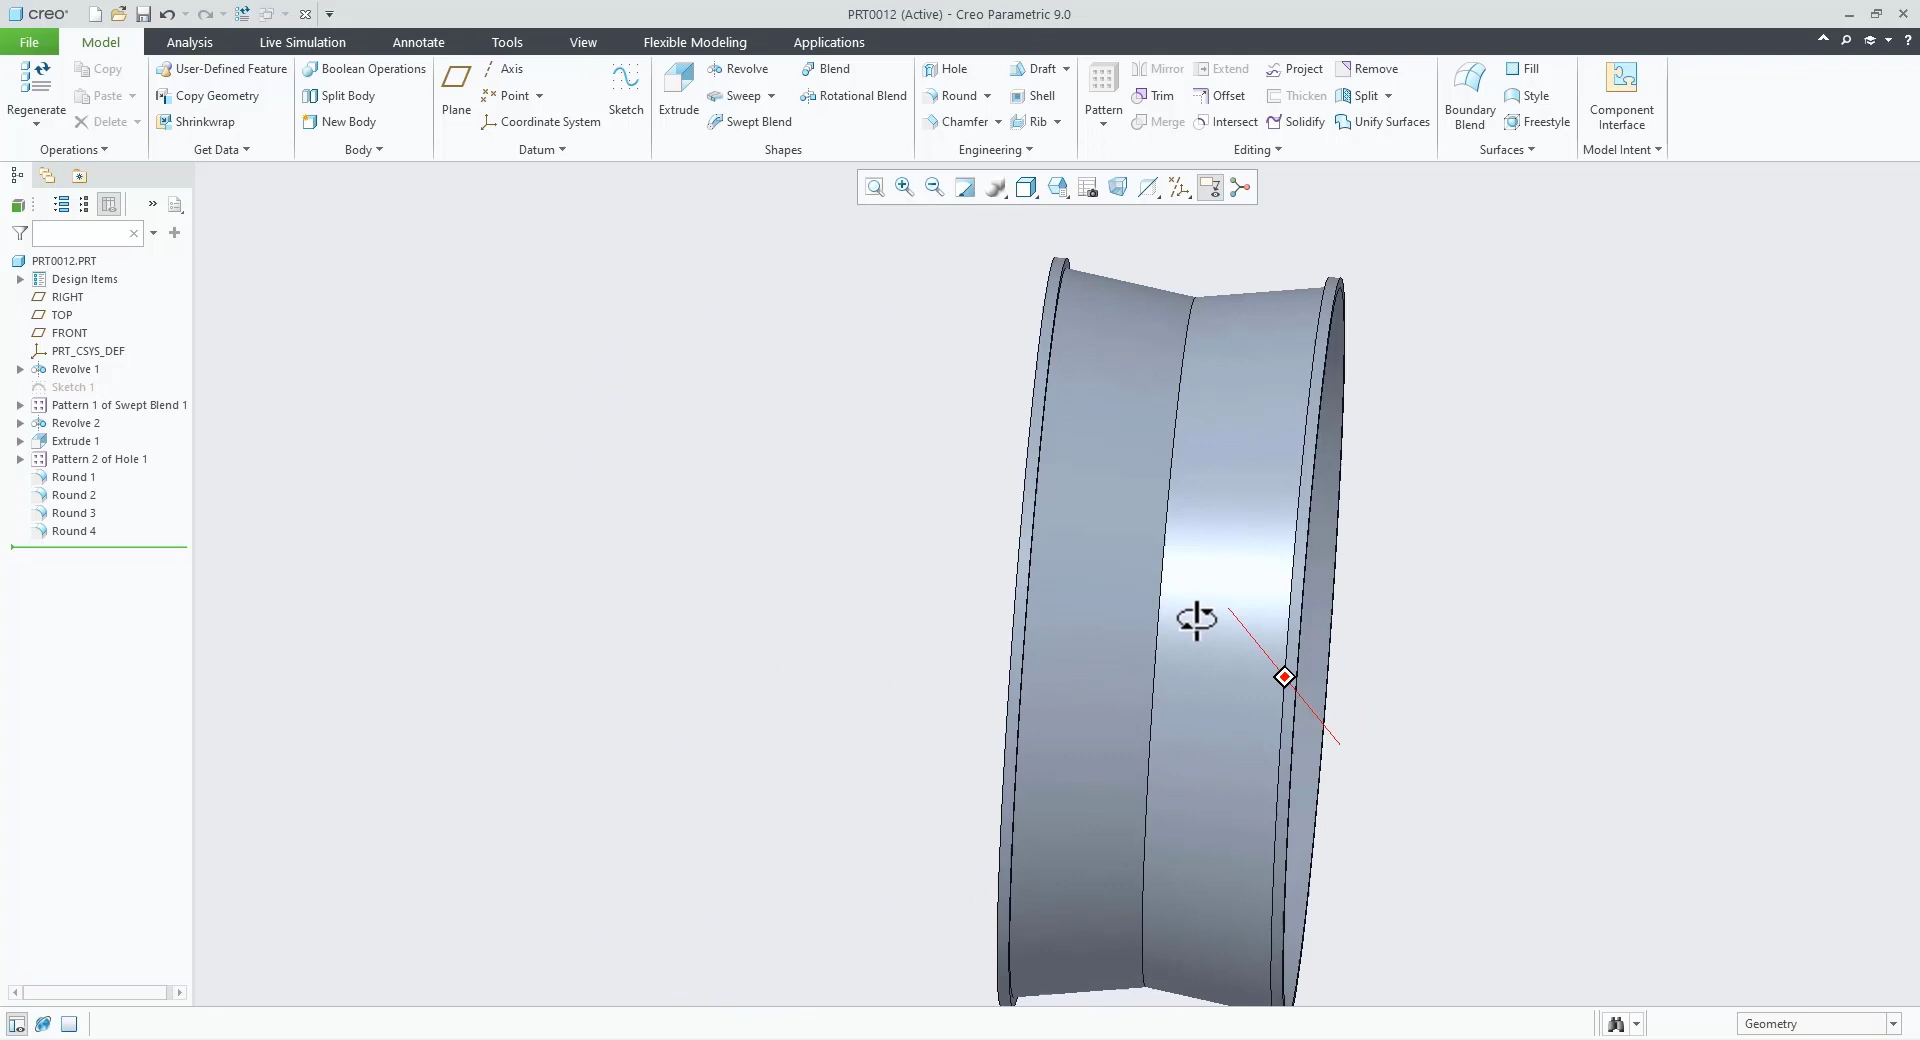 creo
PRT0012 (Active) - Creo Parametric 9.0
File Model Analysis Live Simulation Annotate Tools View Flexible Modeling Applications
Regenerate
Copy
Paste
Delete
Operations
User-Defined Feature
Copy Geometry
Shrinkwrap
Get Data
Boolean Operations
Split Body
New Body
Body
Plane
Axis
Point
Coordinate System
Sketch
Datum
Extrude
Revolve
Sweep
Swept Blend
Blend
Rotational Blend
Shapes
Hole
Round
Chamfer
Draft
Shell
Rib
Engineering
Pattern
Mirror
Trim
Merge
Extend
Offset
Intersect
Project
Thicken
Solidify
Remove
Split
Unify Surfaces
Editing
Boundary
Blend
Fill
Style
Freestyle
Surfaces
Component
Interface
Model Intent
PRT0012.PRT
Design Items
RIGHT
TOP
FRONT
PRT_CSYS_DEF
Revolve 1
Sketch 1
Pattern 1 of Swept Blend 1
Revolve 2
Extrude 1
Pattern 2 of Hole 1
Round 1
Round 2
Round 3
Round 4
Geometry